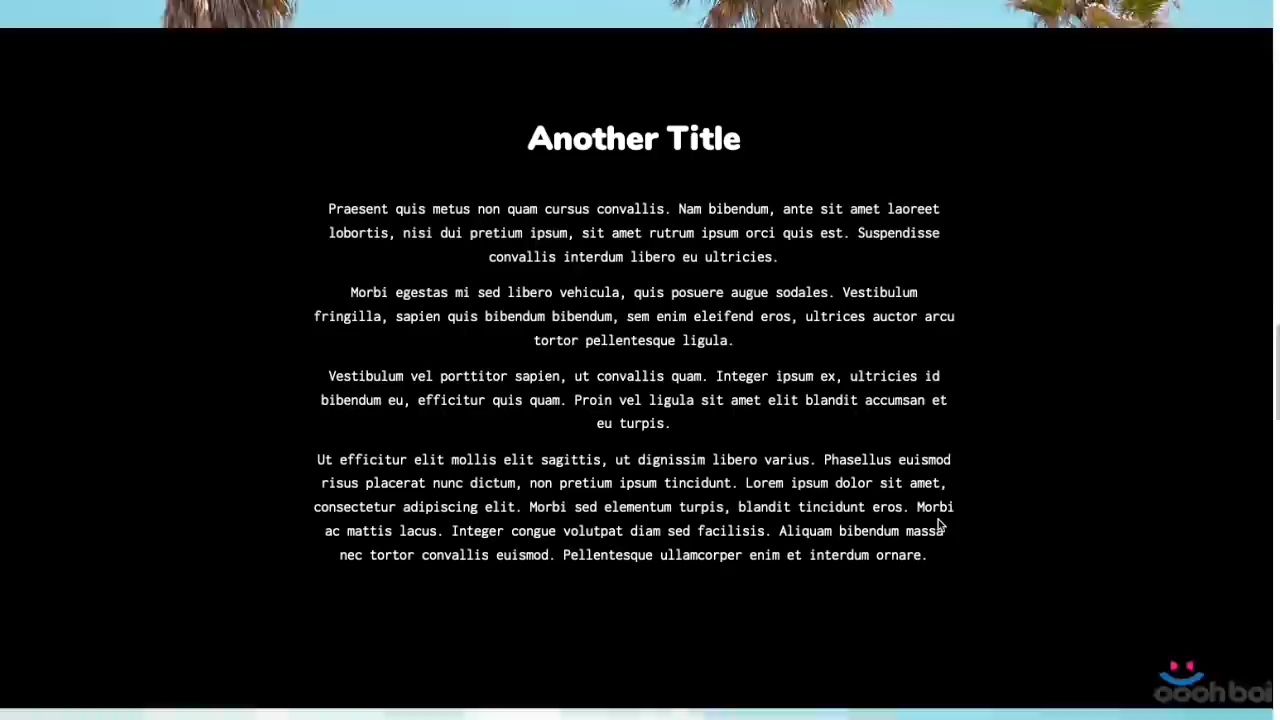 Another Title
Praesent quis metus non quam cursus convallis. Nam bibendum, ante sit amet laoreet
lobortis, nisi dui pretium ipsum, sit amet rutrum ipsum orci quis est. Suspendisse
convallis interdum libero eu ultricies.
Morbi egestas mi sed libero vehicula, quis posuere augue sodales. Vestibulum
fringilla, sapien quis bibendum bibendum, sem enim eleifend eros, ultrices auctor arcu
tortor pellentesque ligula.
Vestibulum vel porttitor sapien, ut convallis quam. Integer ipsum ex, ultricies id
bibendum eu, efficitur quis quam. Proin vel ligula sit amet elit blandit accumsan et
eu turpis.
Ut efficitur elit mollis elit sagittis, ut dignissim libero varius. Phasellus euismod
risus placerat nunc dictum, non pretium ipsum tincidunt. Lorem ipsum dolor sit amet,
consectetur adipiscing elit. Morbi sed elementum turpis, blandit tincidunt eros. Morbi
ac mattis lacus. Integer congue volutpat diam sed facilisis. Aliquam bibendum massa
nec tortor convallis euismod. Pellentesque ullamcorper enim et interdum ornare.
ooohboi